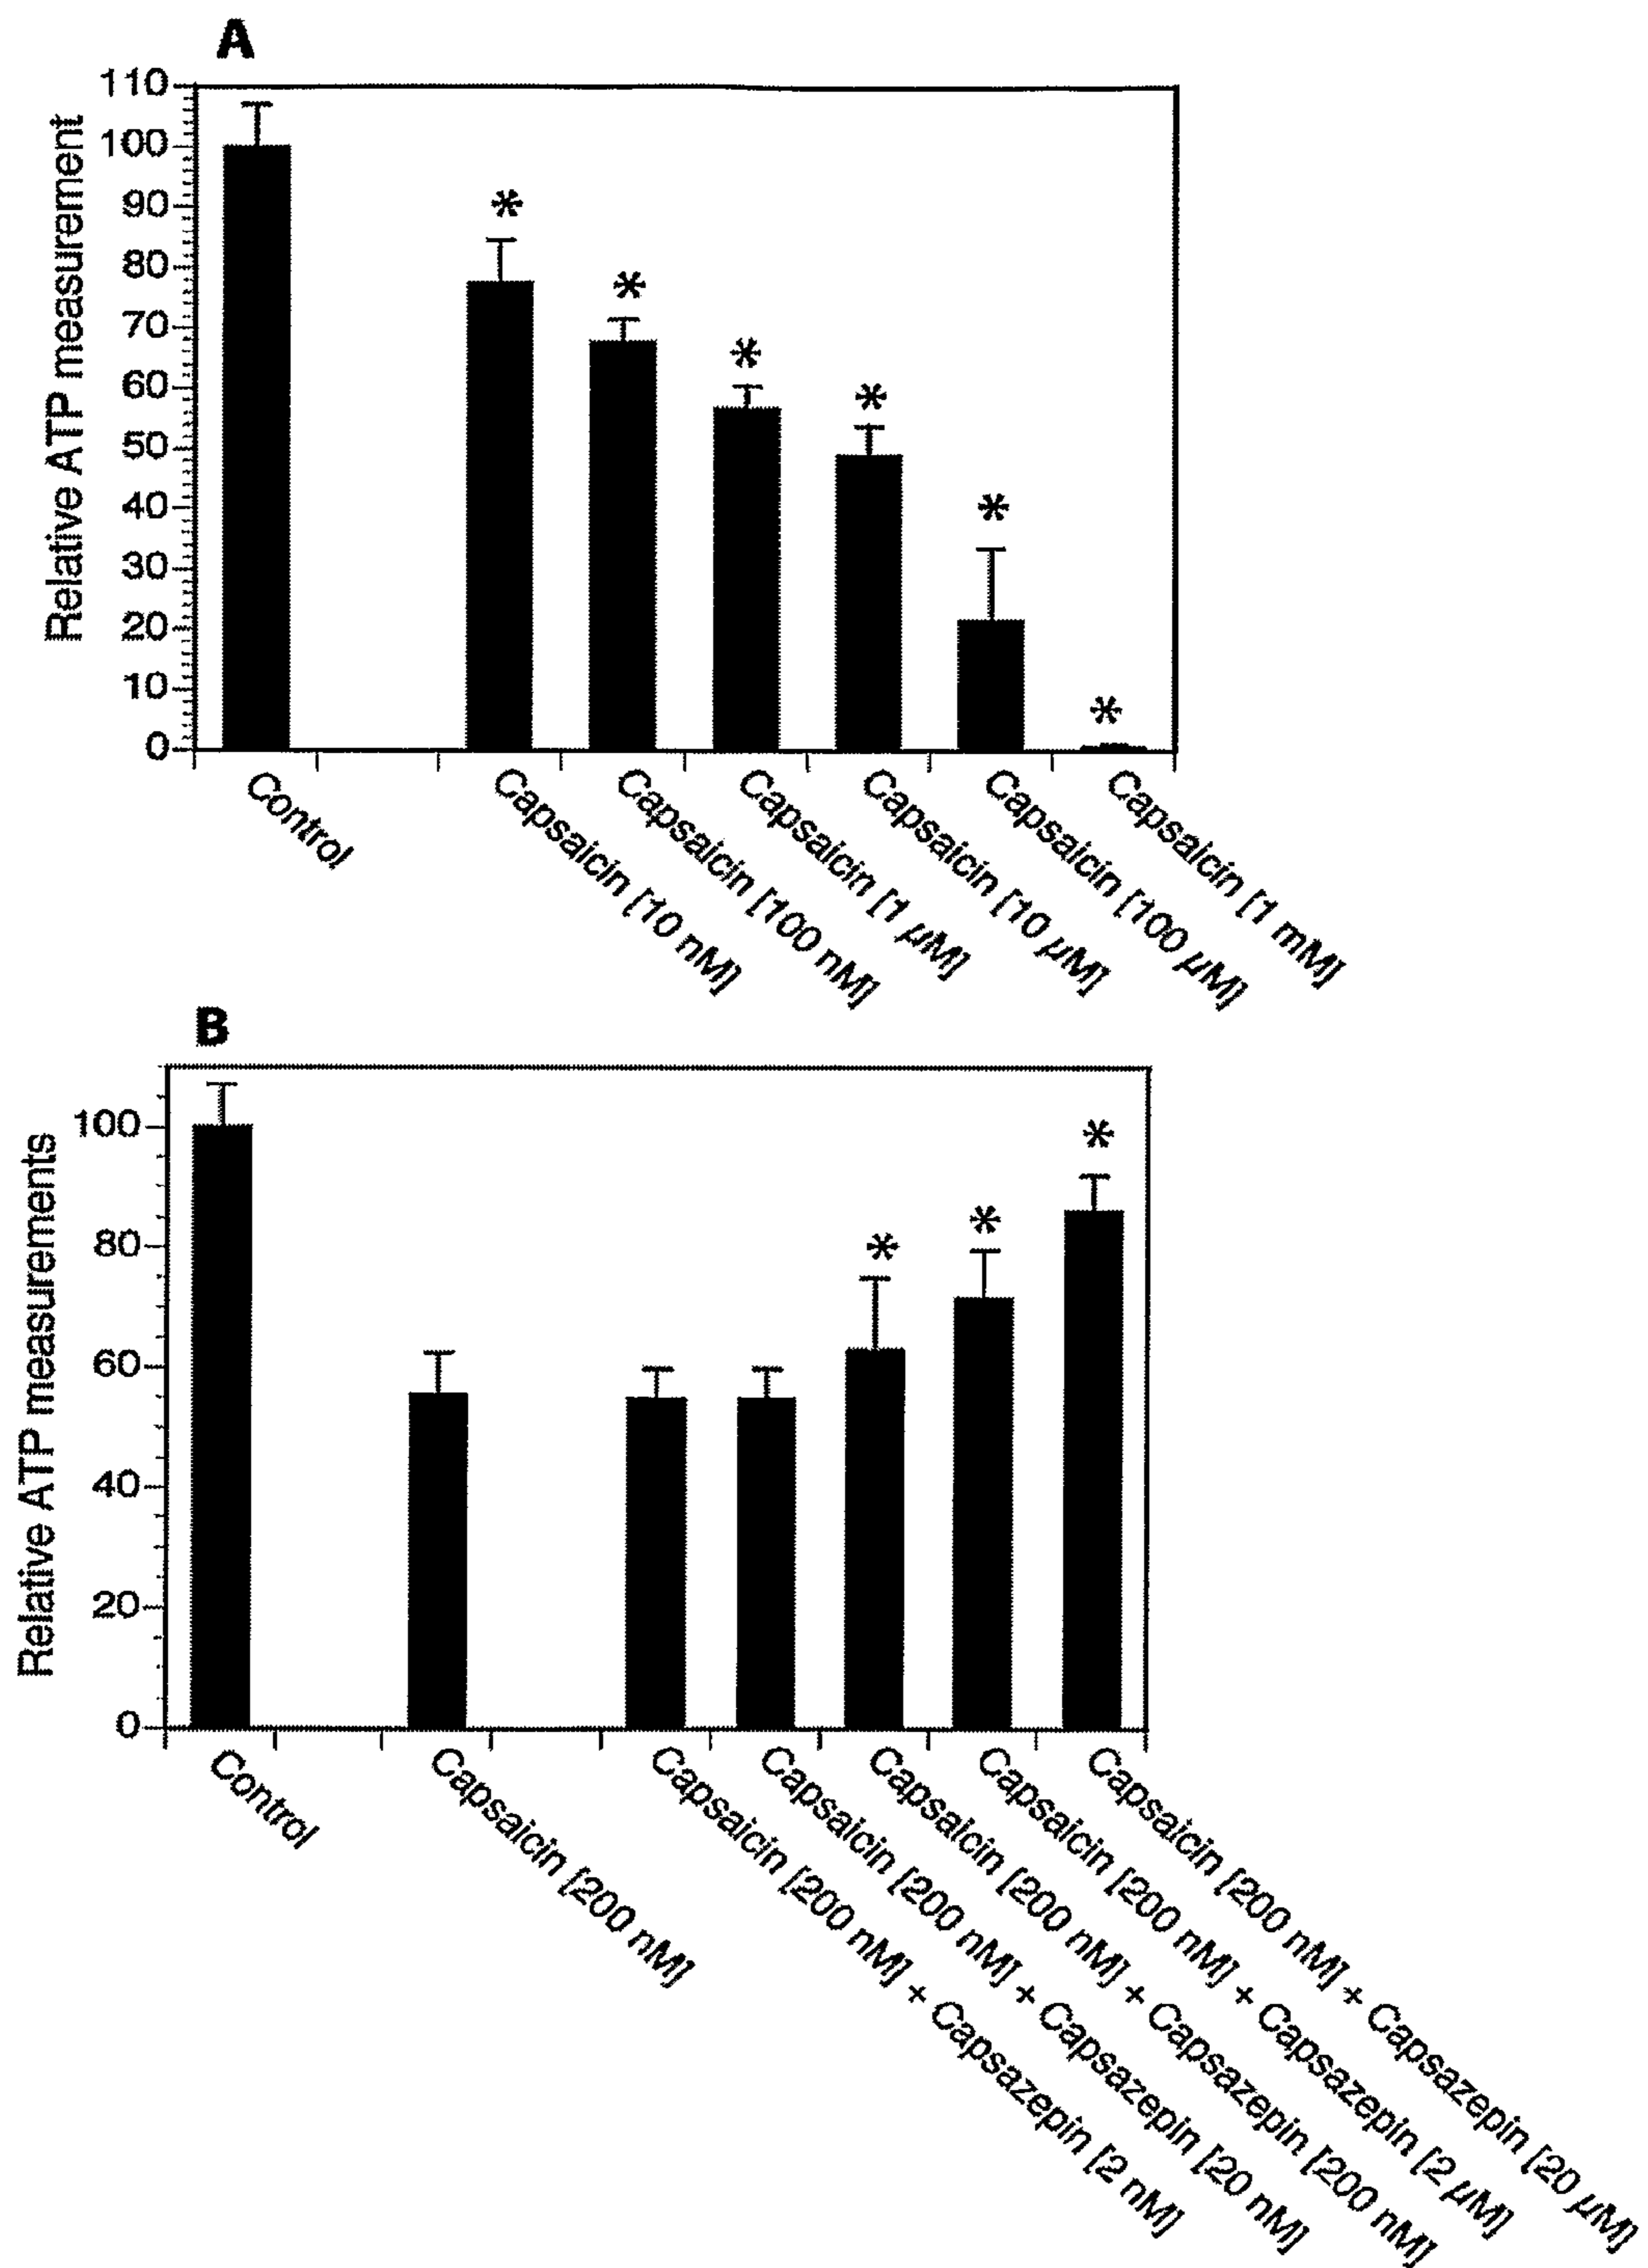 A
Relative ATP measurement
110
100
90
80
70
60
50
40
30
20
10
0
*
*
*
*
*
*
Control
Capsaicin [10 nM]
Capsaicin [100 nM]
Capsaicin [1 µM]
Capsaicin [10 µM]
Capsaicin [100 µM]
Capsaicin [1 mM]
B
Relative ATP measurements
100
80
60
40
20
0
*
*
*
Control
Capsaicin [200 nM]
Capsaicin [200 nM] + Capsazepin [2 nM]
Capsaicin [200 nM] + Capsazepin [20 nM]
Capsaicin [200 nM] + Capsazepin [200 nM]
Capsaicin [200 nM] + Capsazepin [2 µM]
Capsaicin [200 nM] + Capsazepin [20 µM]